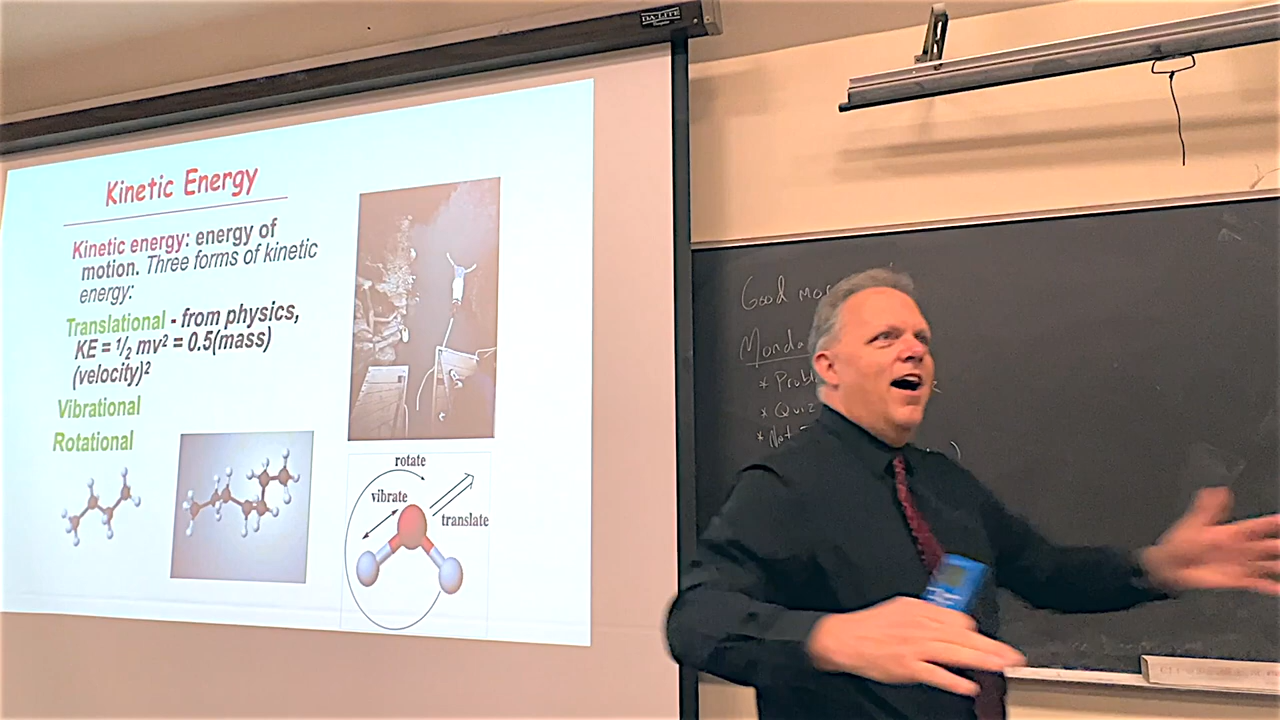 DA-LITE
Kinetic Energy
Kinetic energy: energy of
motion. Three forms of kinetic
energy:
Translational - from physics,
KE = ½ mv² = 0.5(mass)
(velocity)²
Vibrational
Rotational
rotate
vibrate
translate
Good
Monda
* Probl
* Quiz
* Not